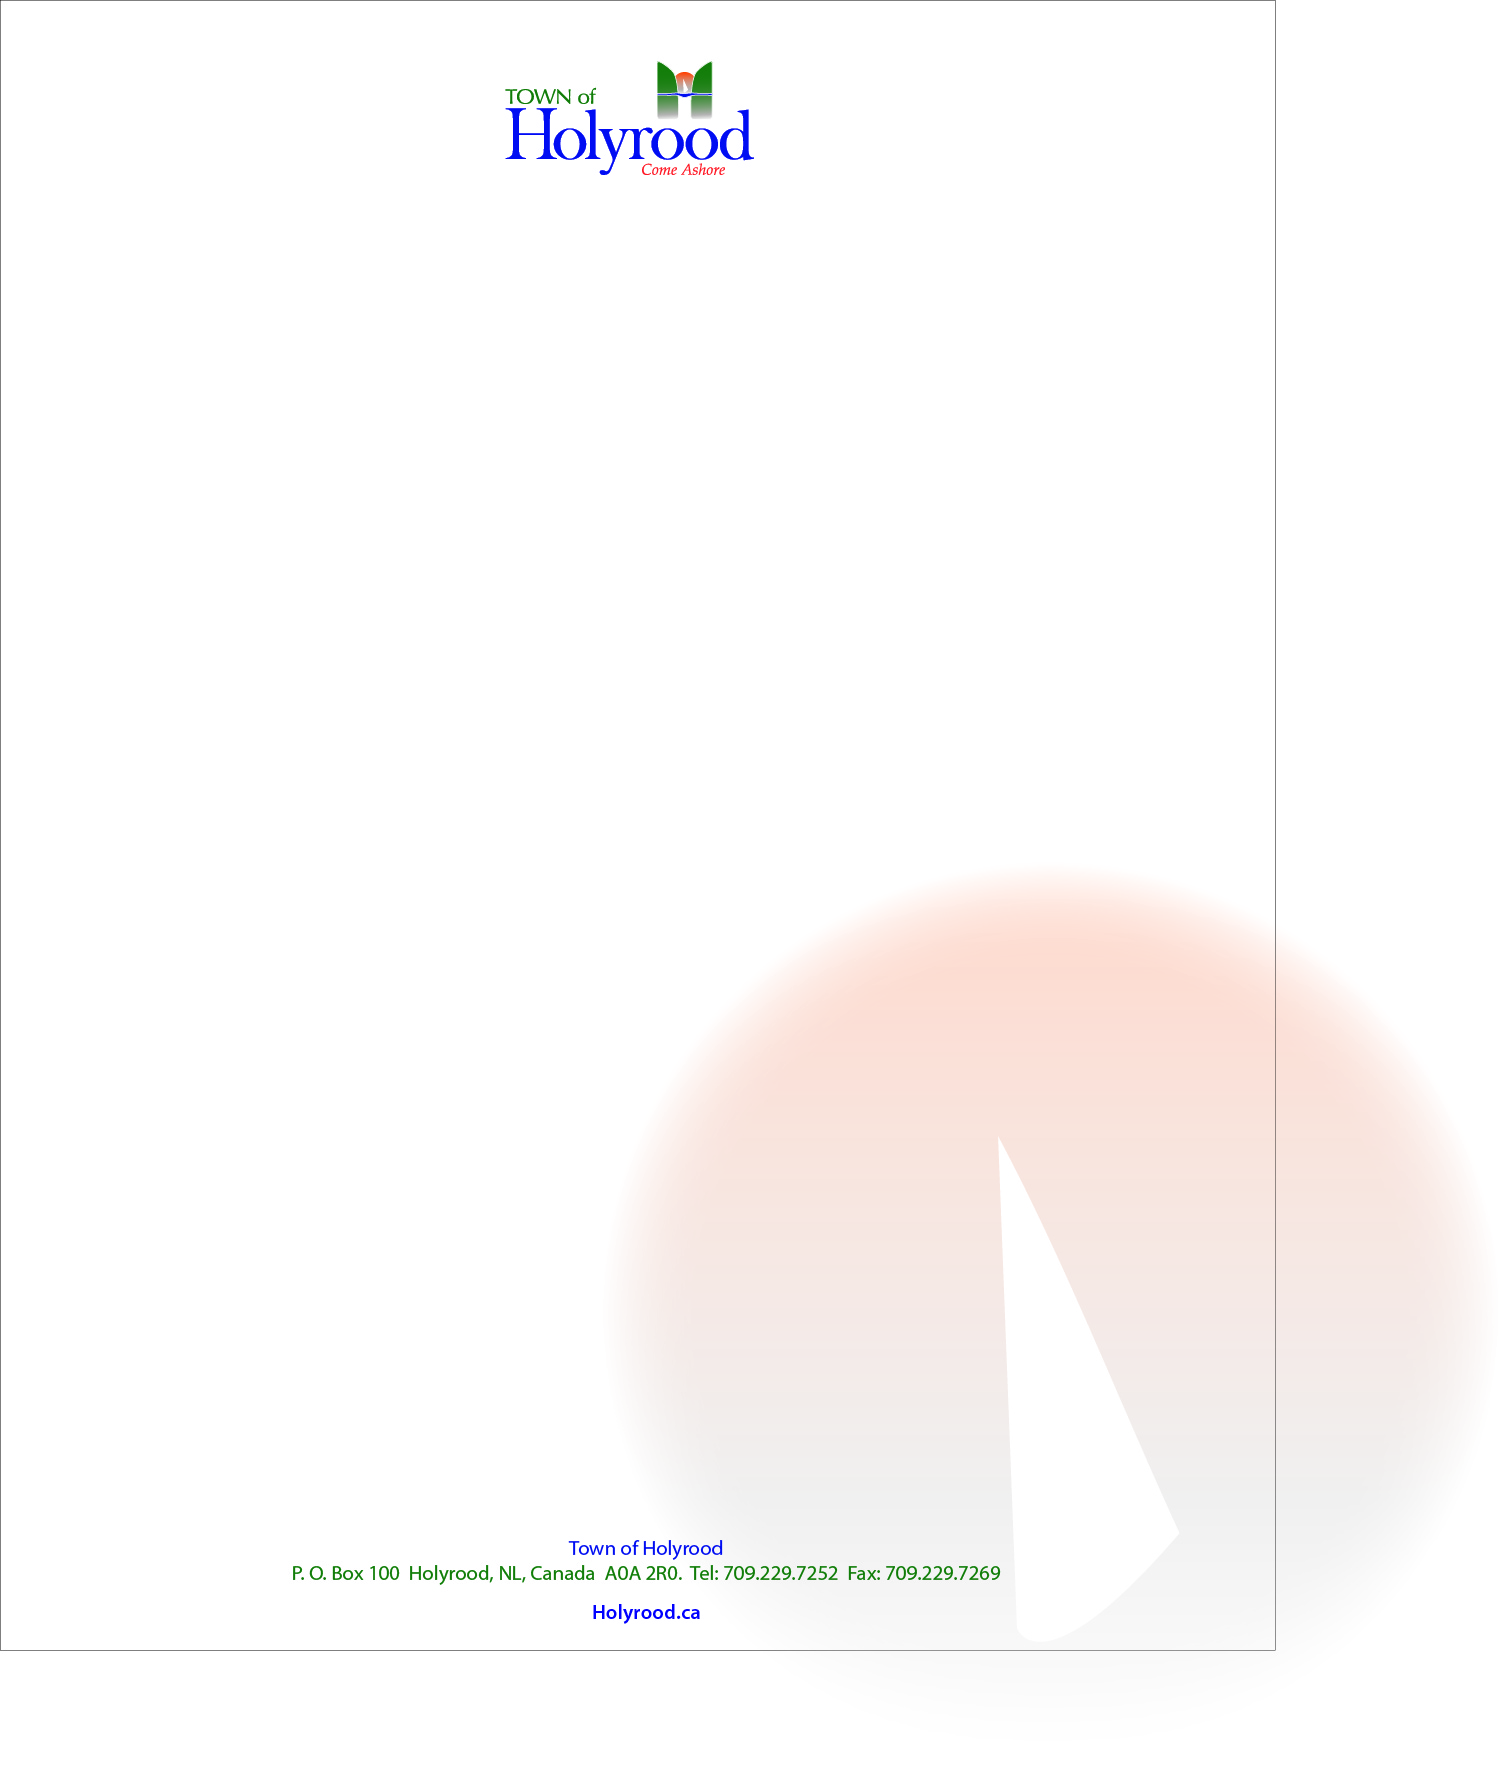 TOWN of
Holyrood
Come Ashore
Town of Holyrood
P. O. Box 100 Holyrood, NL, Canada A0A 2R0. Tel: 709.229.7252 Fax: 709.229.7269
Holyrood.ca